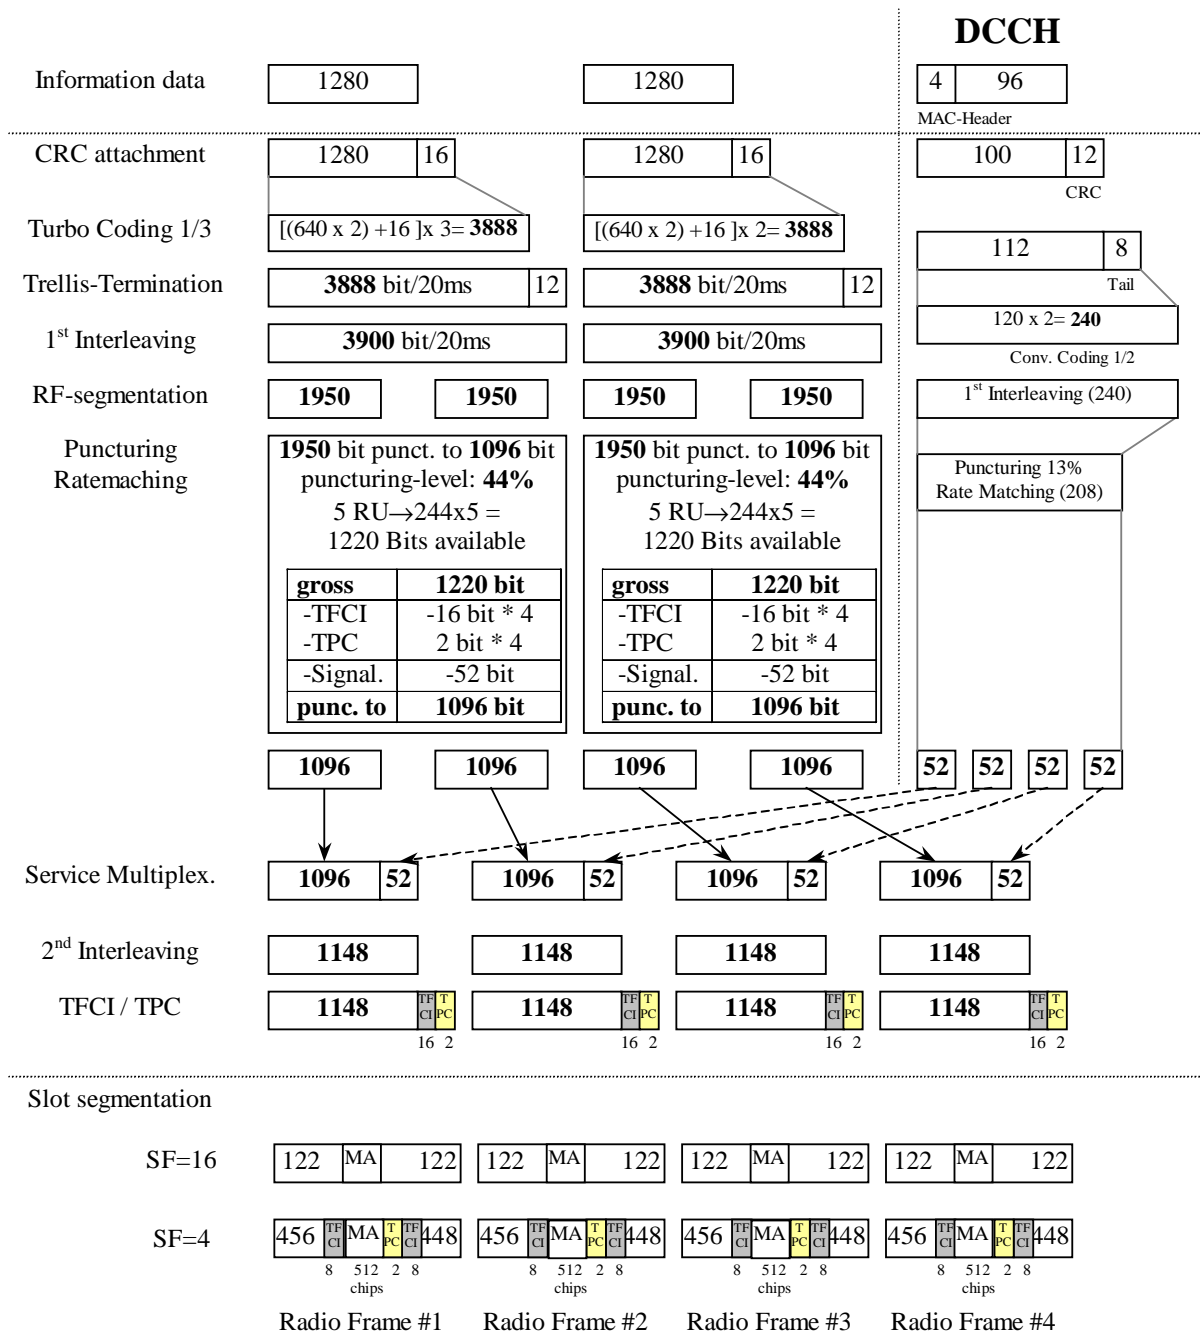 DCCH
Information data 1280 1280 4 96
MAC-Header
CRC attachment 1280 16 1280 16 100 12
CRC
Turbo Coding 1/3 [(640 x 2) +16 ]x 3= 3888 [(640 x 2) +16 ]x 2= 3888
112 8
Trellis-Termination 3888 bit/20ms 12 3888 bit/20ms 12
Tail
120 x 2= 240
1st Interleaving 3900 bit/20ms 3900 bit/20ms
Conv. Coding 1/2
RF-segmentation 1950 1950 1950 1950 1st Interleaving (240)
Puncturing 1950 bit punct. to 1096 bit 1950 bit punct. to 1096 bit
Ratemaching puncturing-level: 44% puncturing-level: 44%
Puncturing 13%
Rate Matching (208)
5 RU→244x5 = 5 RU→244x5 =
1220 Bits available 1220 Bits available
gross 1220 bit gross 1220 bit
-TFCI -16 bit * 4 -TFCI -16 bit * 4
-TPC 2 bit * 4 -TPC 2 bit * 4
-Signal. -52 bit -Signal. -52 bit
punc. to 1096 bit punc. to 1096 bit
1096 1096 1096 1096 52 52 52 52
Service Multiplex. 1096 52 1096 52 1096 52 1096 52
2nd Interleaving 1148 1148 1148 1148
TFCI / TPC 1148 TF CI T PC 1148 TF CI T PC 1148 TF CI T PC 1148 TF CI T PC
16 2 16 2 16 2 16 2
Slot segmentation
SF=16 122 MA 122 122 MA 122 122 MA 122 122 MA 122
SF=4 456 TF CI MA T PC TF CI 448 456 TF CI MA T PC TF CI 448 456 TF CI MA T PC TF CI 448 456 TF CI MA T PC TF CI 448
8 512 2 8 8 512 2 8 8 512 2 8 8 512 2 8
chips chips chips chips
Radio Frame #1 Radio Frame #2 Radio Frame #3 Radio Frame #4